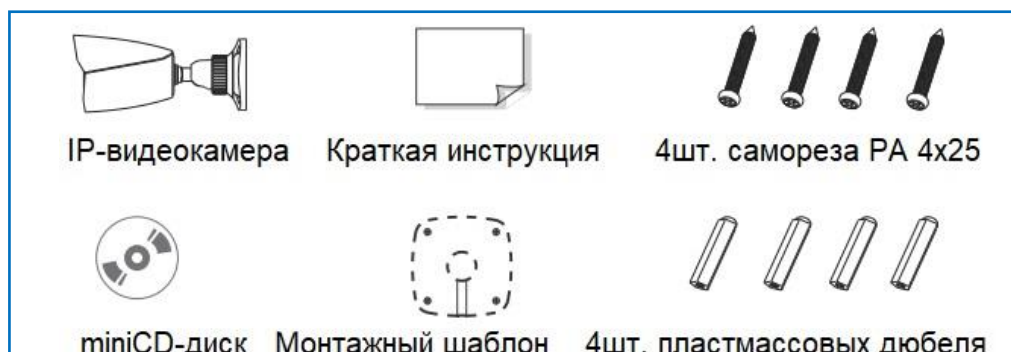 IP-видеокамера Краткая инструкция 4шт. самореза PA 4x25
miniCD-диск Монтажный шаблон 4шт. пластмассовых дюбеля